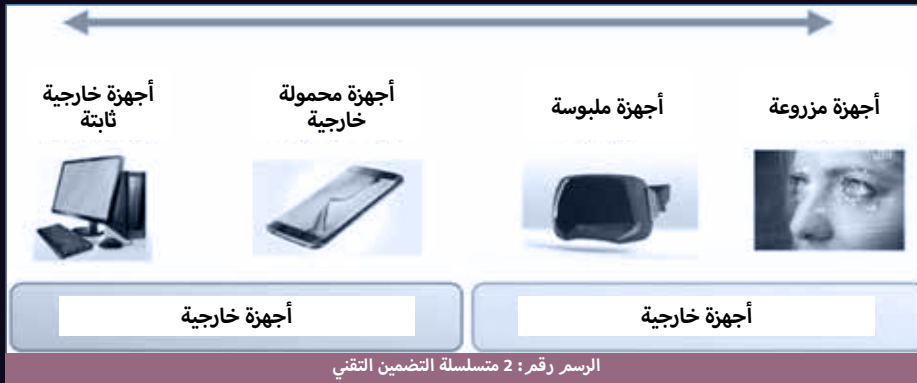 أجهزة مزروعة
أجهزة ملبوسة
أجهزة محمولة
خارجية
أجهزة خارجية
ثابتة
أجهزة خارجية
أجهزة خارجية
الرسم رقم: 2 متسلسلة التضمين التقني